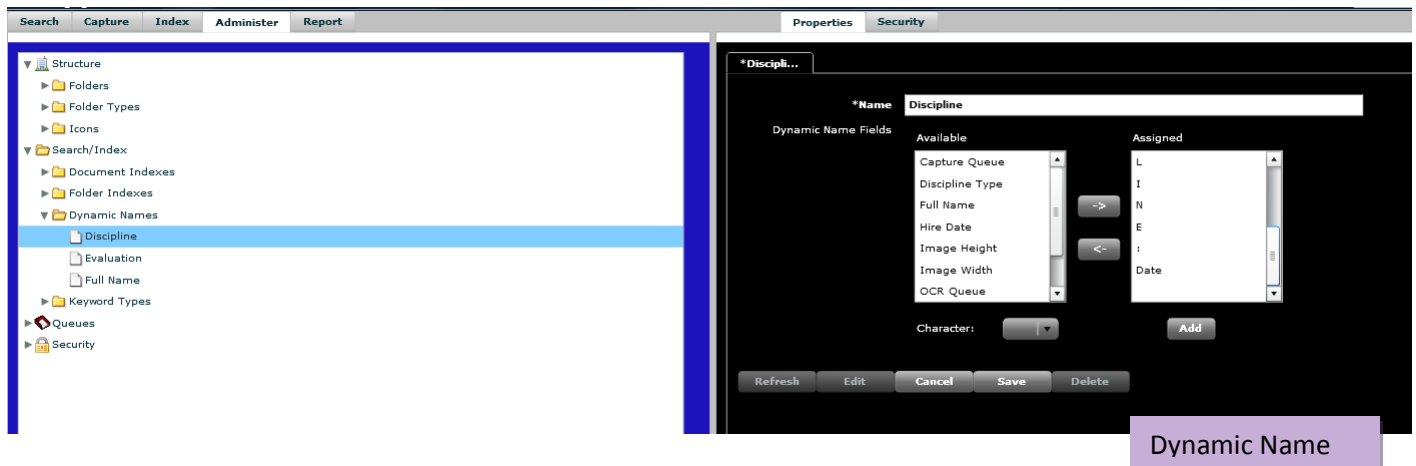 Search Capture Index Administer Report
Properties Security
Structure
Folders
Folder Types
Icons
Search/Index
Document Indexes
Folder Indexes
Dynamic Names
Discipline
Evaluation
Full Name
Keyword Types
Queues
Security
*Discipli...
*Name Discipline
Dynamic Name Fields
Available
Capture Queue
Discipline Type
Full Name
Hire Date
Image Height
Image Width
OCR Queue
->
<-
Assigned
L
I
N
E
:
Date
Character:
Add
Refresh Edit Cancel Save Delete
Dynamic Name